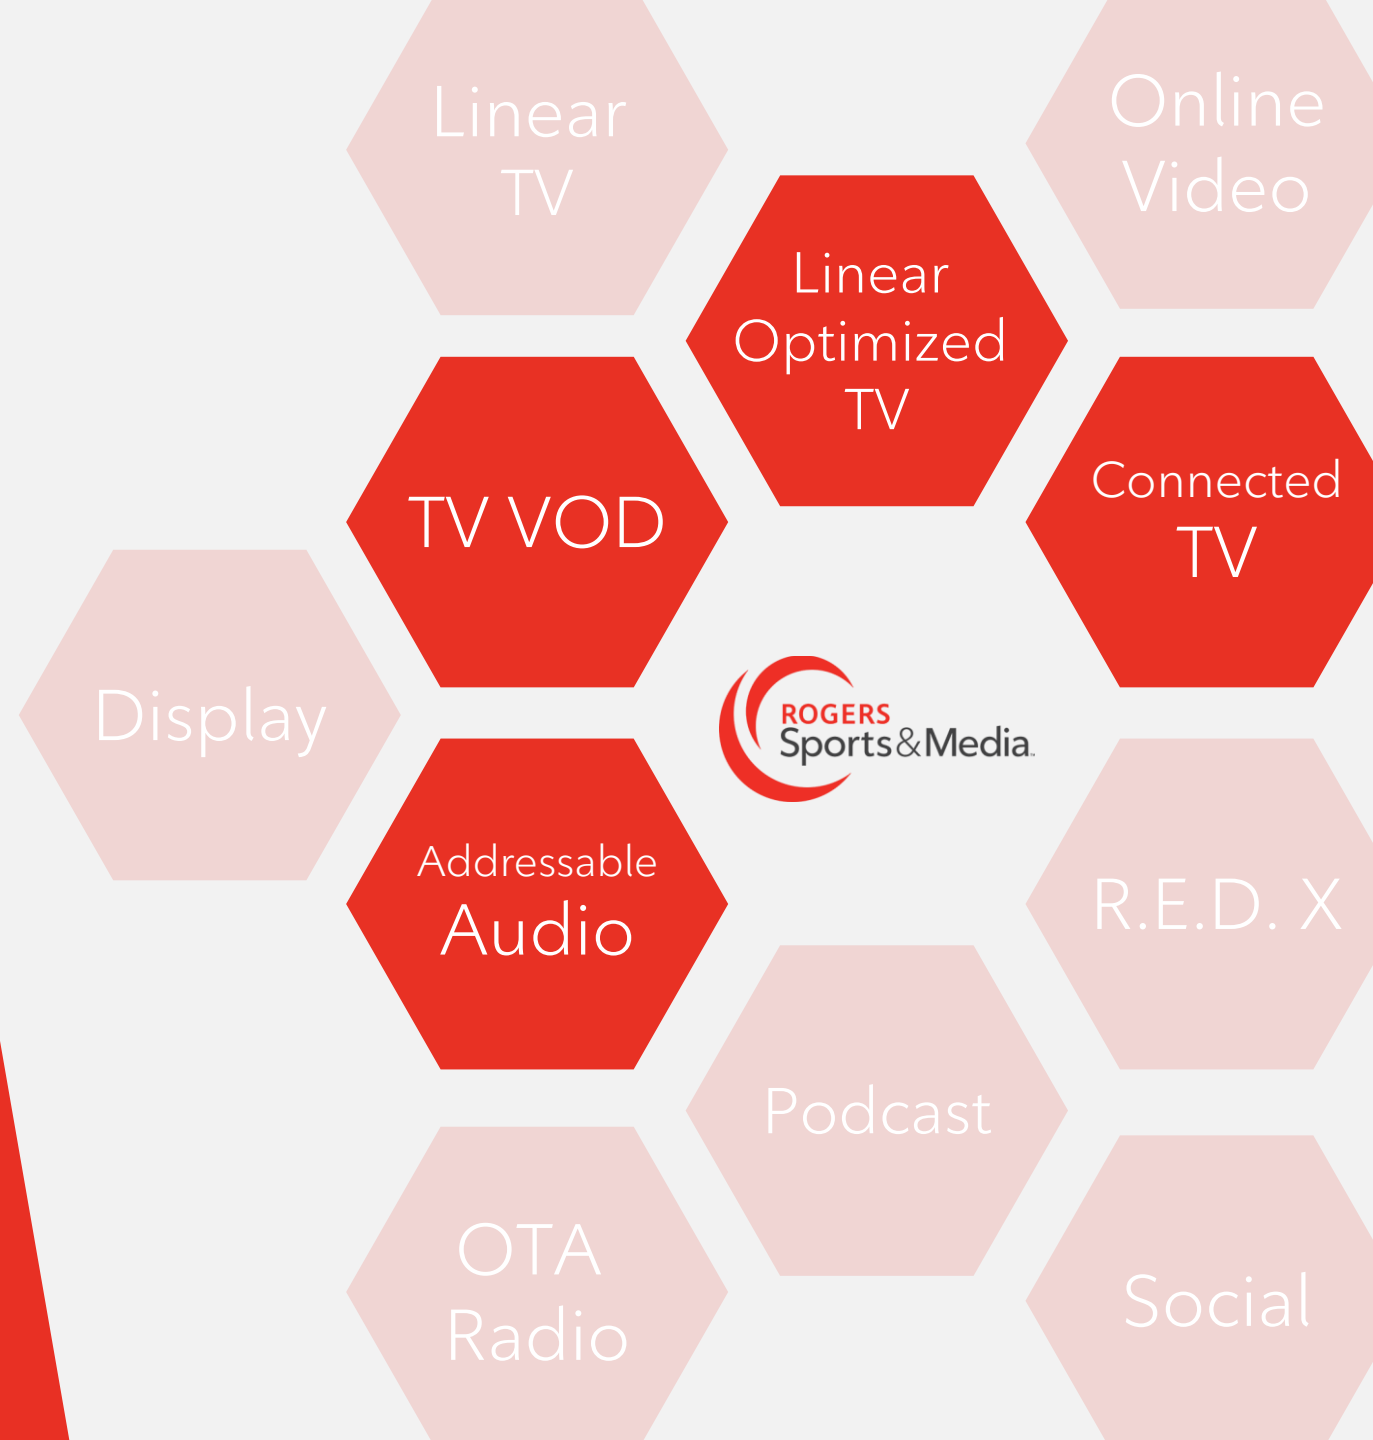 Linear
TV
Online
Video
Linear
Optimized
TV
TV VOD
Connected
TV
Display
ROGERS
Sports&Media™
Addressable
Audio
R.E.D. X
Podcast
OTA
Radio
Social